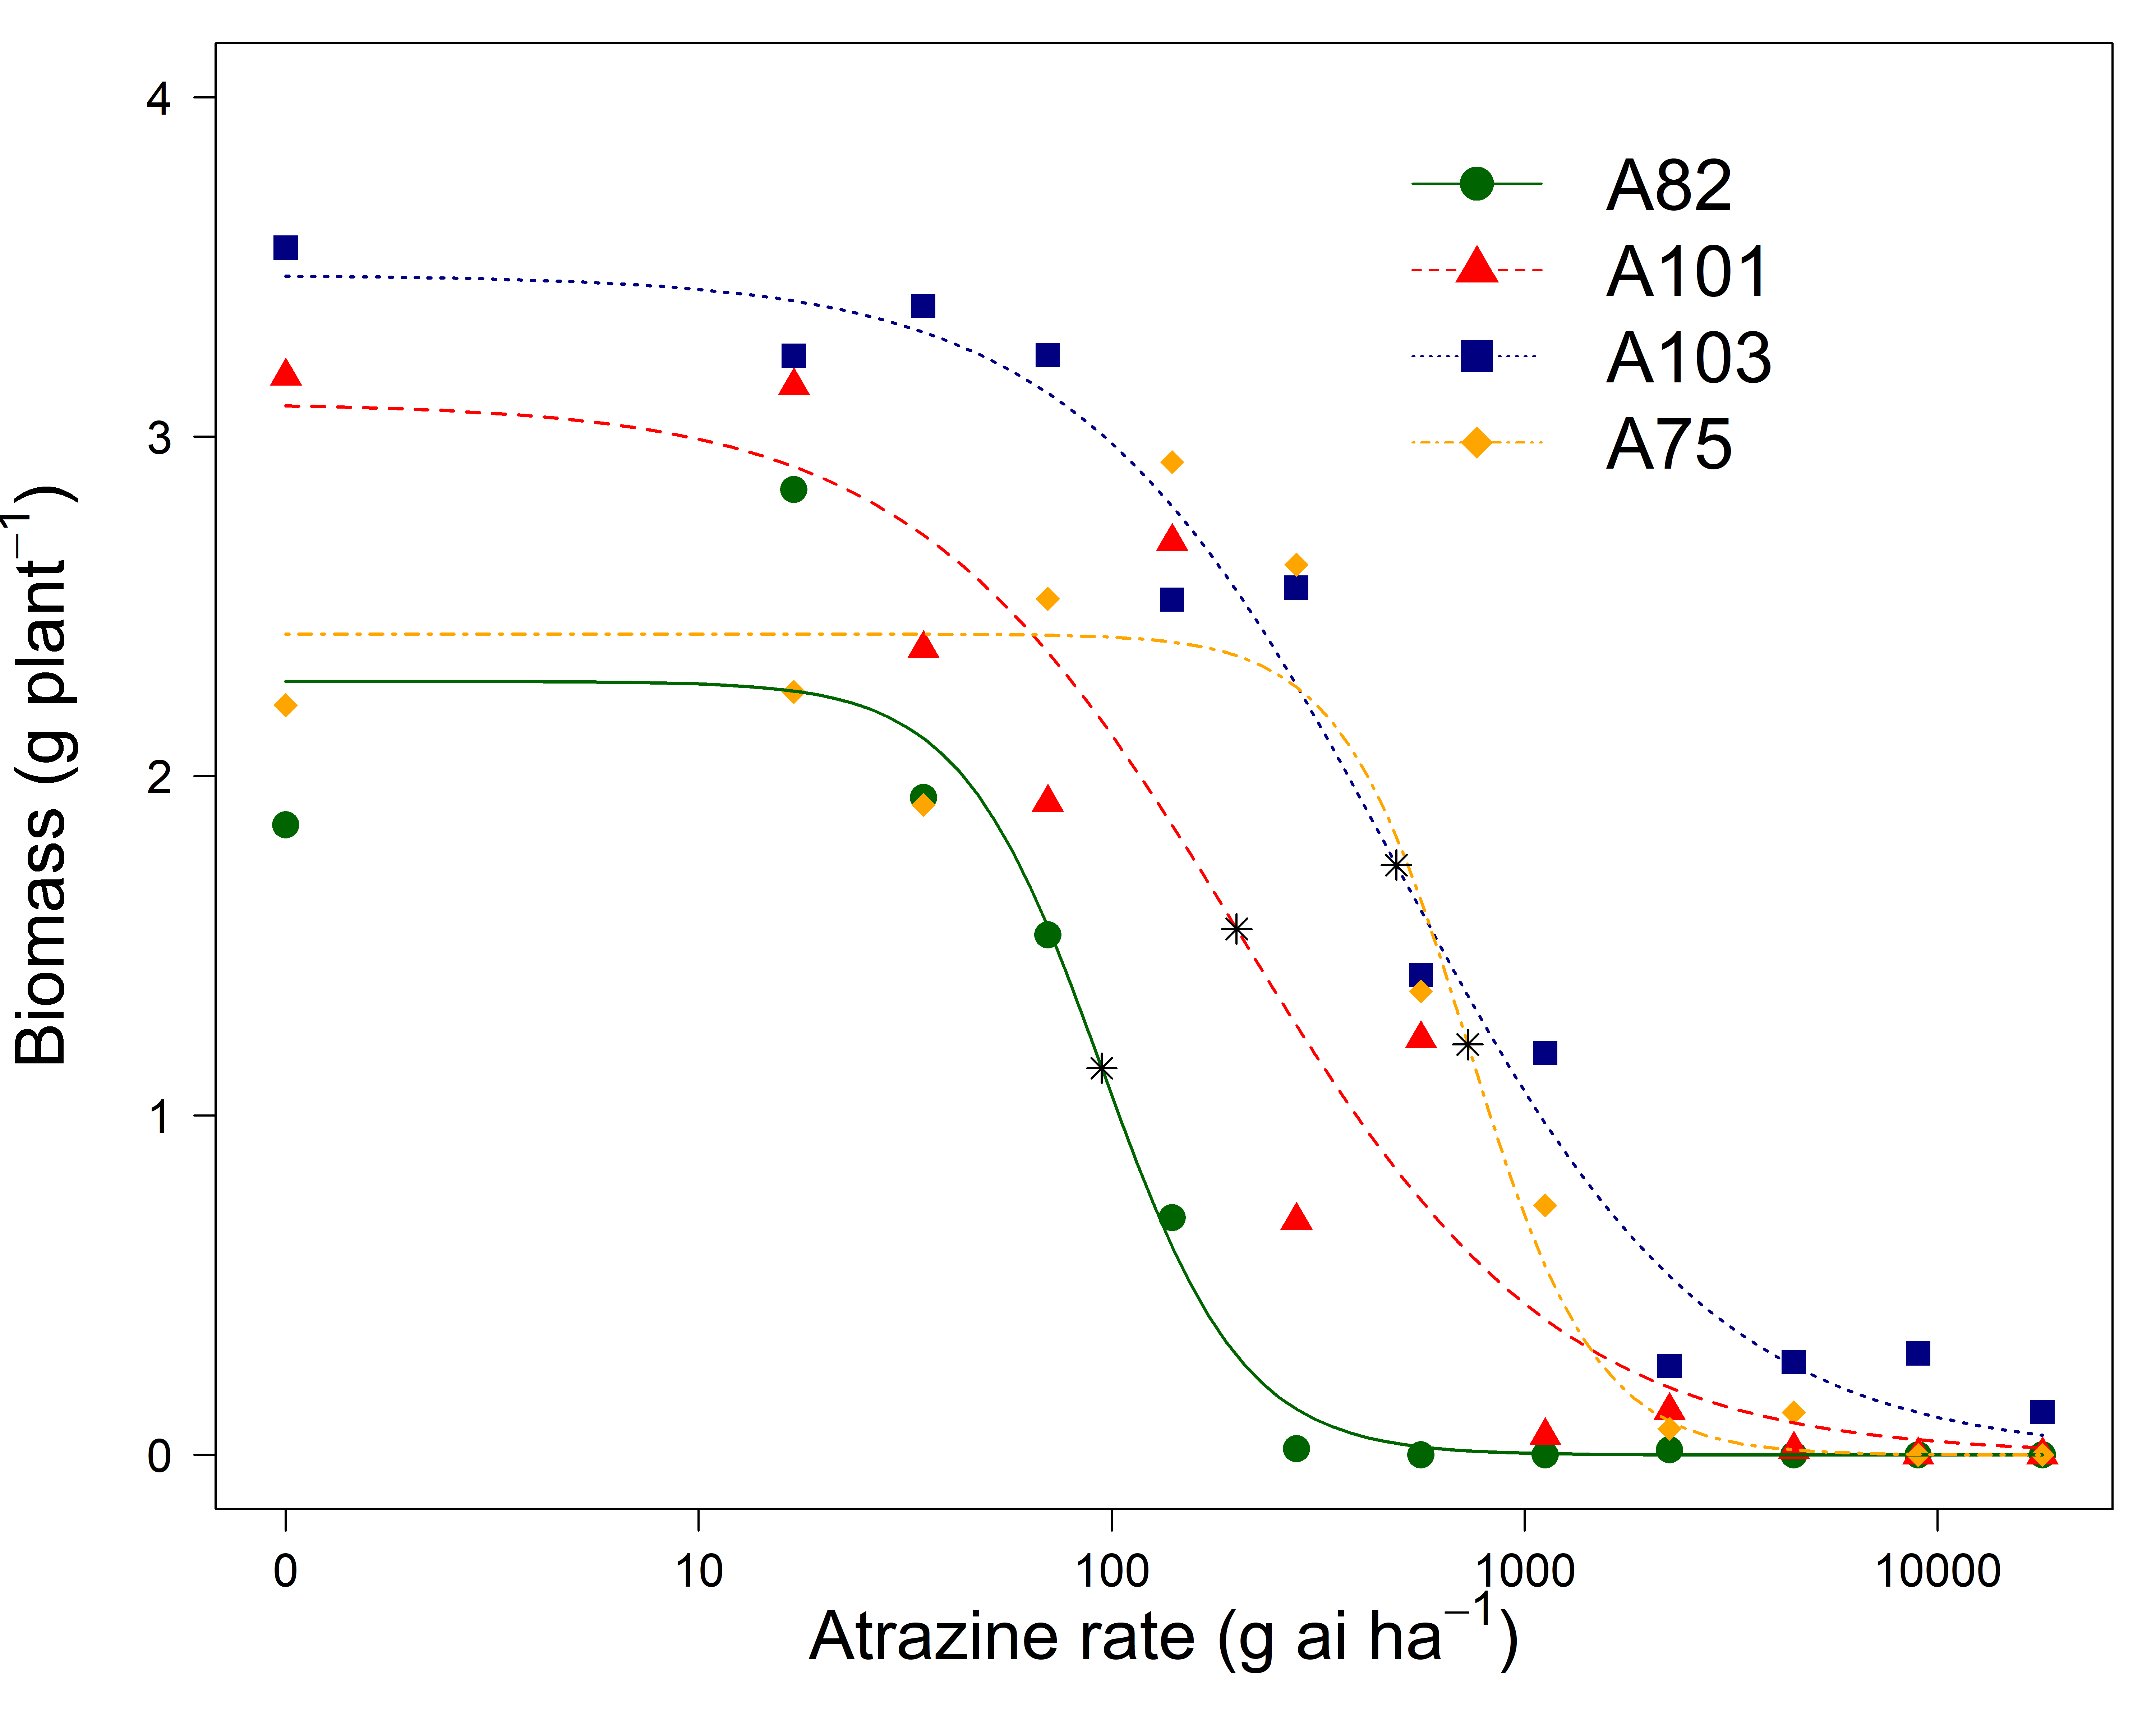 4
3
2
1
0
Biomass (g plant⁻¹)
A82
A101
A103
A75
0 10 100 1000 10000
Atrazine rate (g ai ha⁻¹)